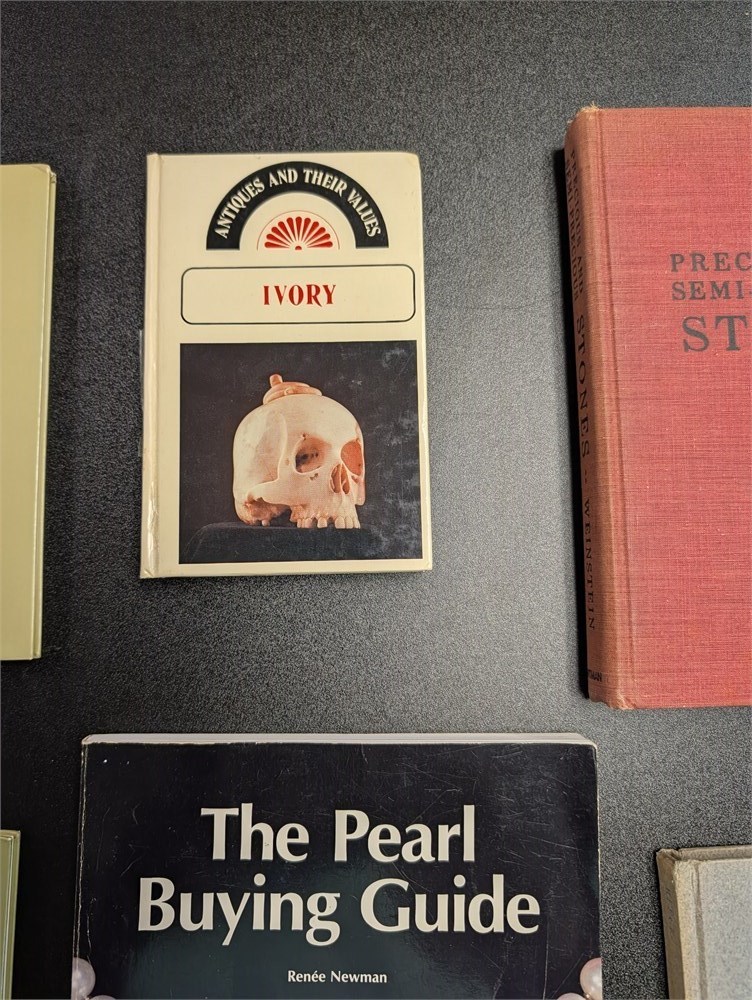 ANTIQUES AND THEIR VALUES
IVORY
PREC
SEMI
ST
STONES - WEINSTEIN
The Pearl
Buying Guide
Renée Newman